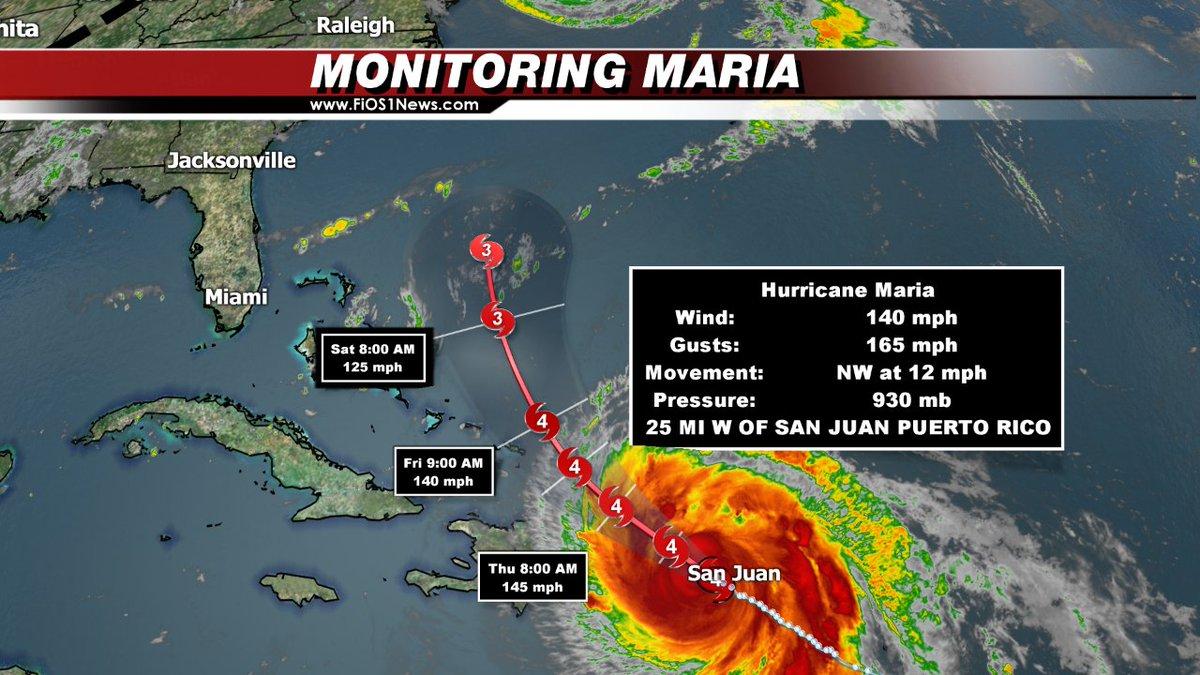 nita
Raleigh
MONITORING MARIA
www.FiOS1News.com
Jacksonville
3
Miami
Hurricane Maria
Wind: 140 mph
Gusts: 165 mph
Movement: NW at 12 mph
Pressure: 930 mb
25 MI W OF SAN JUAN PUERTO RICO
3
Sat 8:00 AM
125 mph
4
Fri 9:00 AM
140 mph
4
4
4
Thu 8:00 AM
145 mph
San Juan
4